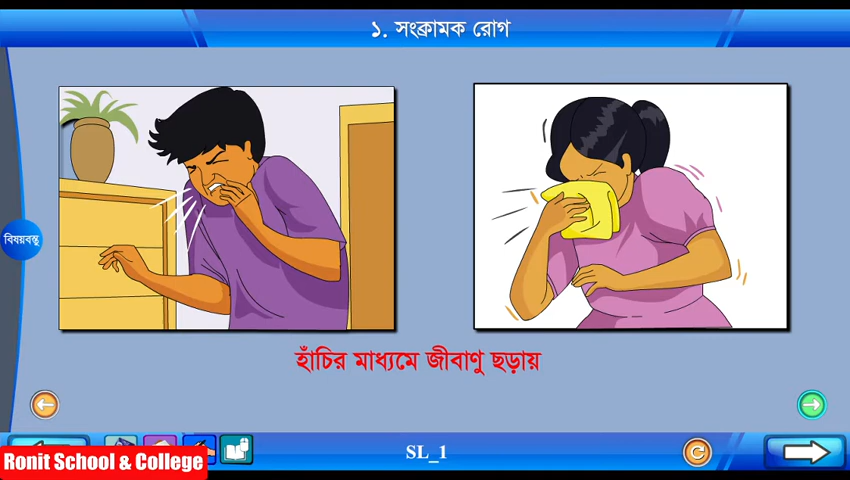 ১. সংক্রামক রোগ
বিষয়বস্তু
হাঁচির মাধ্যমে জীবাণু ছড়ায়
Ronit School & College
SL_1